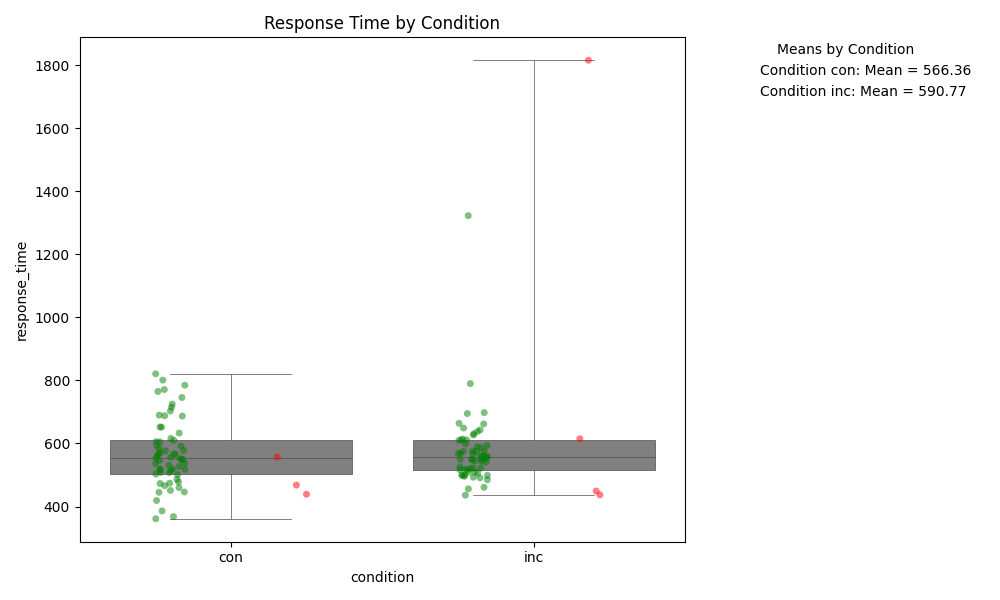 Response Time by Condition
Means by Condition
Condition con: Mean = 566.36
Condition inc: Mean = 590.77
1800
1600
1400
1200
1000
800
600
400
response_time
con inc
condition